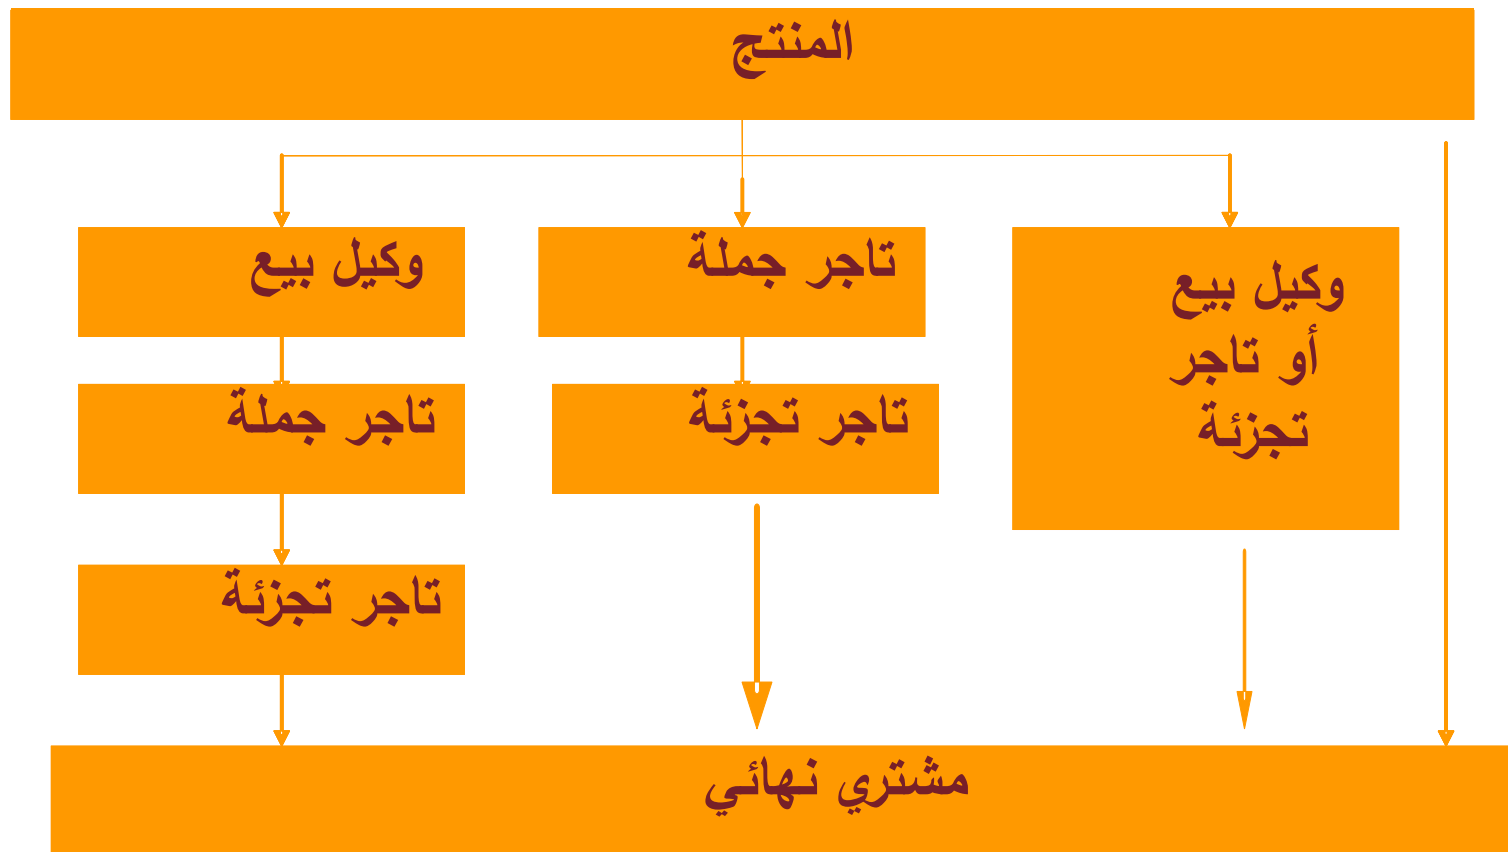 المنتج
وكيل بيع
أو تاجر
تجزئة
تاجر جملة
تاجر تجزئة
وكيل بيع
تاجر جملة
تاجر تجزئة
مشتري نهائي